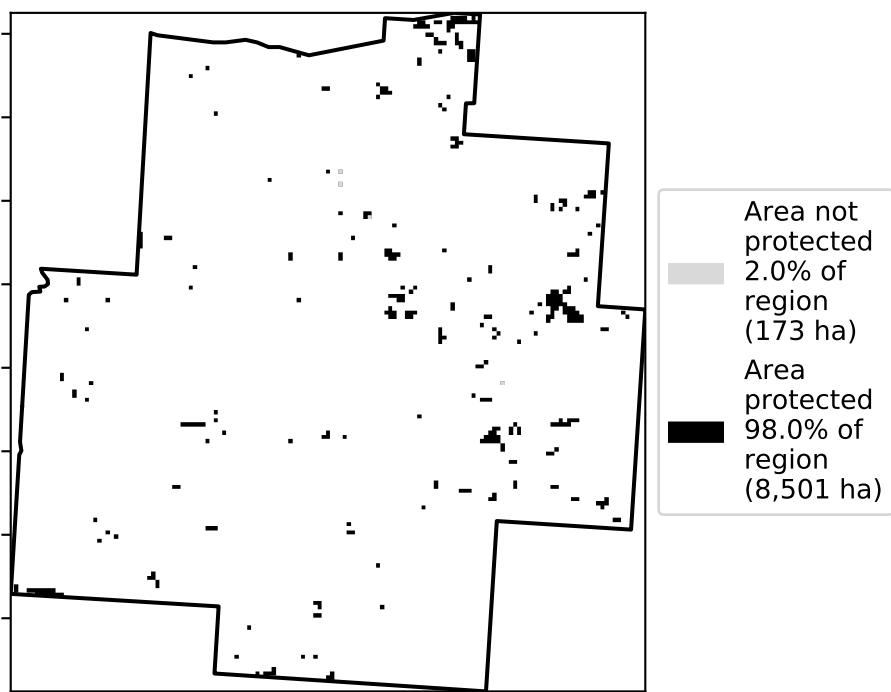 Area not
protected
2.0% of
region
(173 ha)
Area
protected
98.0% of
region
(8,501 ha)